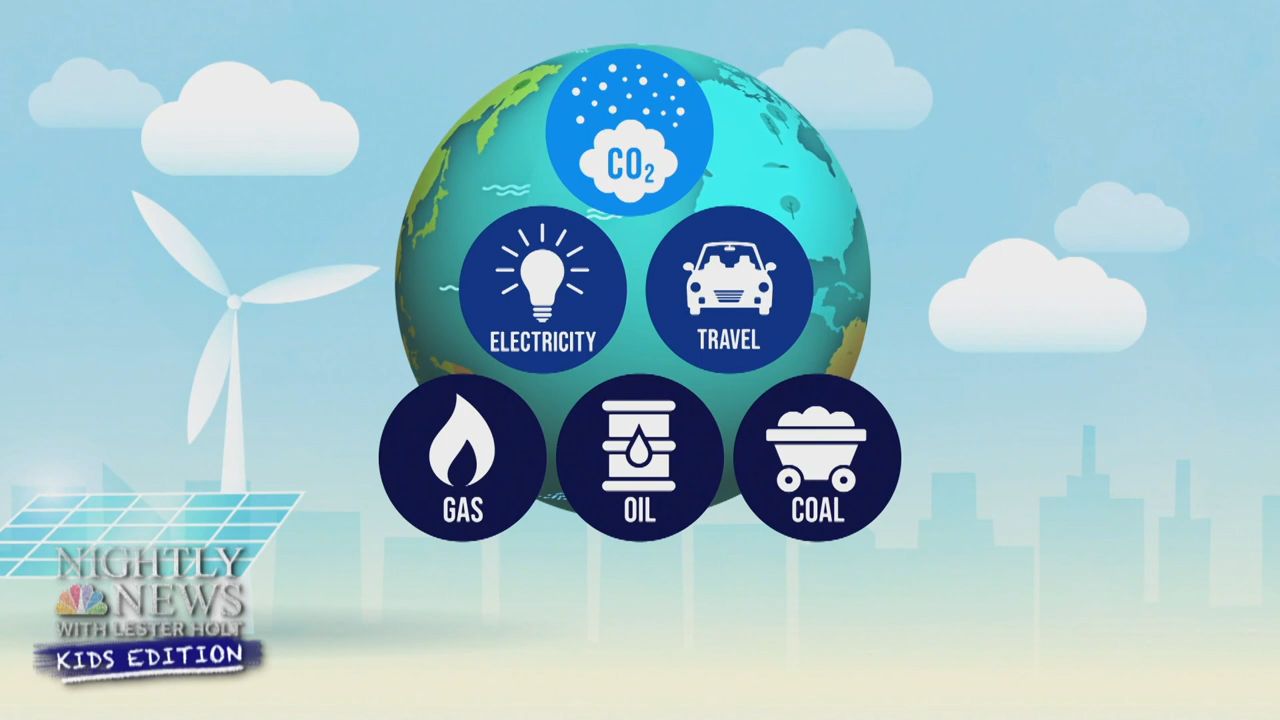 CO₂
ELECTRICITY
TRAVEL
GAS
OIL
COAL
NIGHTLY
NEWS
WITH LESTER HOLT
KIDS EDITION